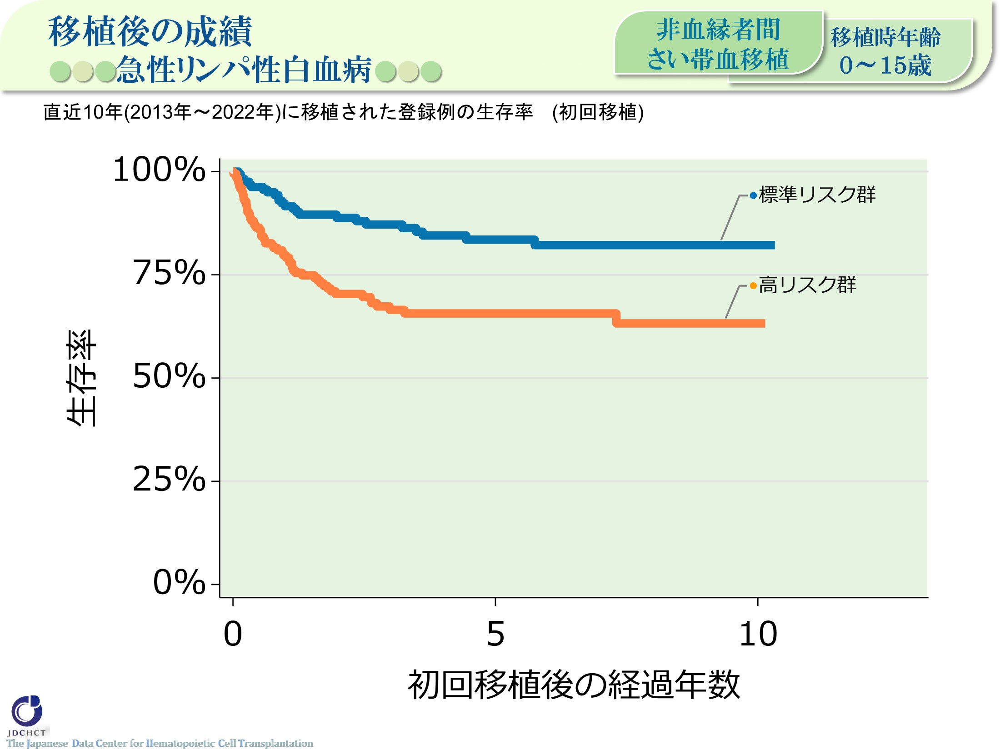 移植後の成績
急性リンパ性白血病
非血縁者間
さい帯血移植
移植時年齢
0～15歳
直近10年(2013年～2022年)に移植された登録例の生存率　(初回移植)
100%
75%
50%
25%
0%
生存率
標準リスク群
高リスク群
0
5
10
初回移植後の経過年数
JDCHCT
The Japanese Data Center for Hematopoietic Cell Transplantation